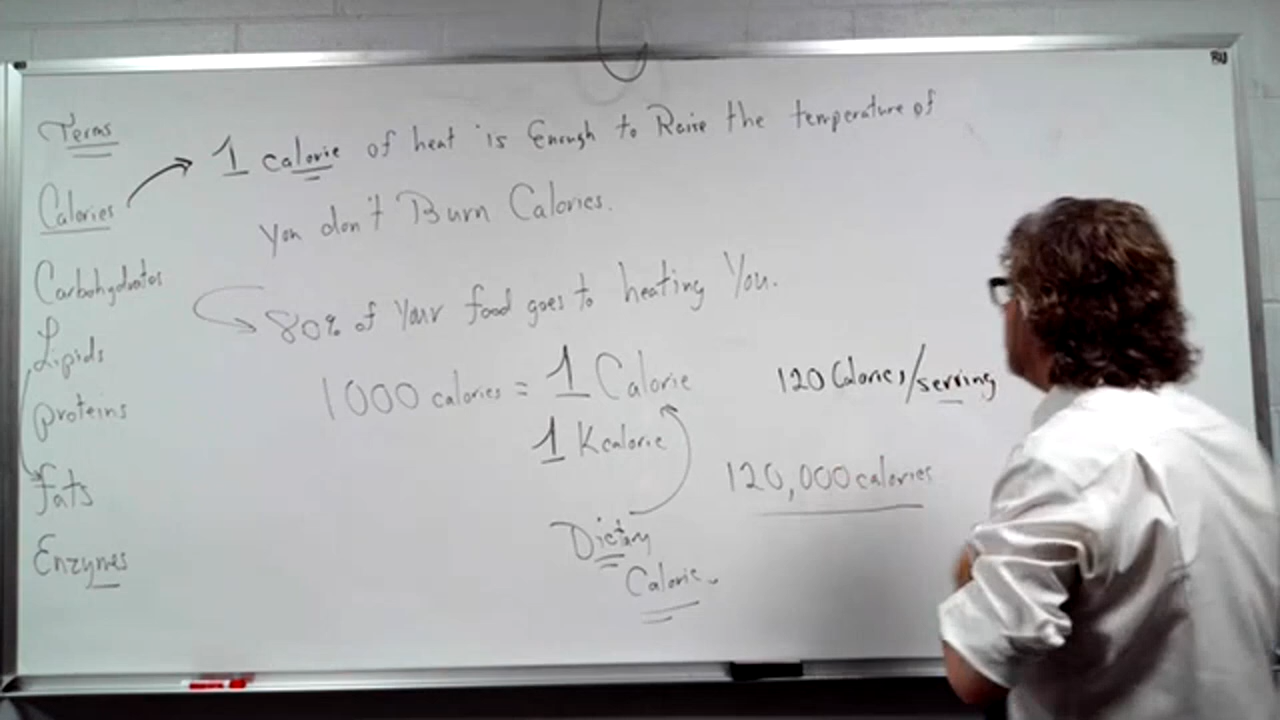 Terms
Calories
Carbohydrates
Lipids
proteins
fats
Enzymes
1 calorie of heat is Enough to Raise the temperature of
You don't Burn Calories.
80% of Your food goes to heating You.
1000 calories = 1 Calorie
1 Kcalorie
Dietary
Calorie
120 Calories/serving
120,000 calories
BU